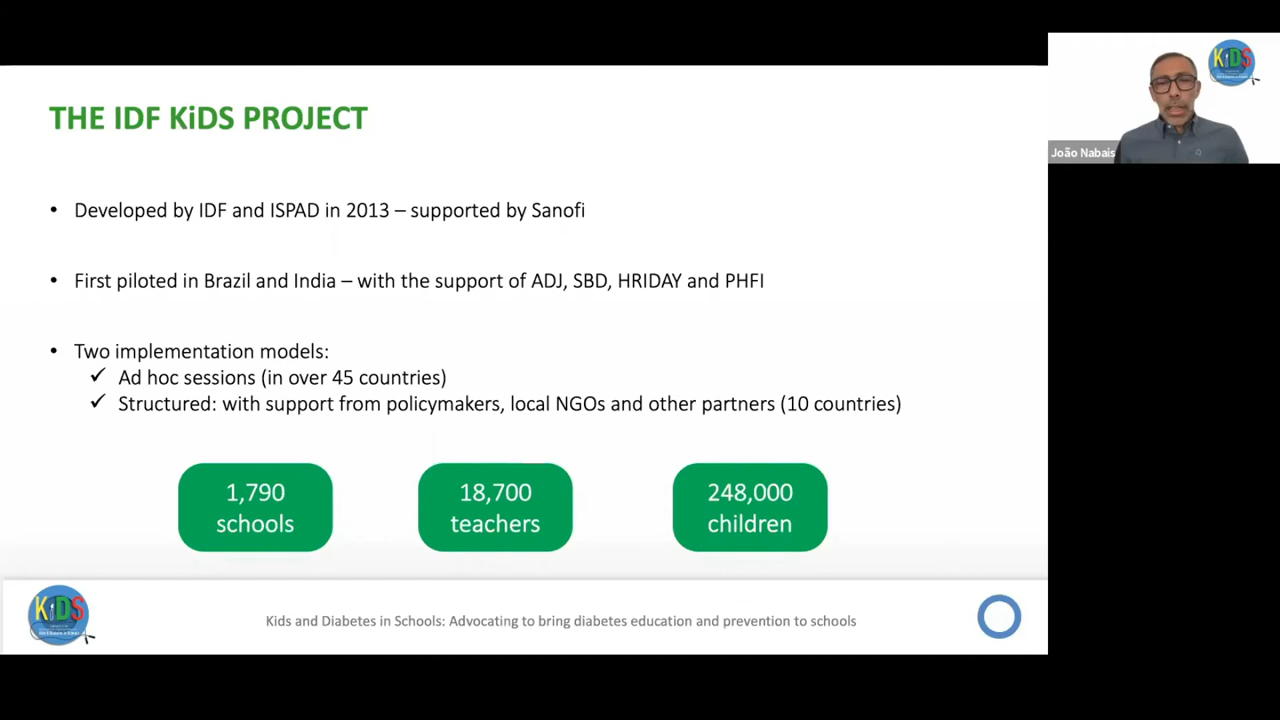 THE IDF KiDS PROJECT
KiDS
João Nabais
• Developed by IDF and ISPAD in 2013 – supported by Sanofi
• First piloted in Brazil and India – with the support of ADJ, SBD, HRIDAY and PHFI
• Two implementation models:
✓ Ad hoc sessions (in over 45 countries)
✓ Structured: with support from policymakers, local NGOs and other partners (10 countries)
1,790
schools
18,700
teachers
248,000
children
KiDS
Kids and Diabetes in Schools: Advocating to bring diabetes education and prevention to schools